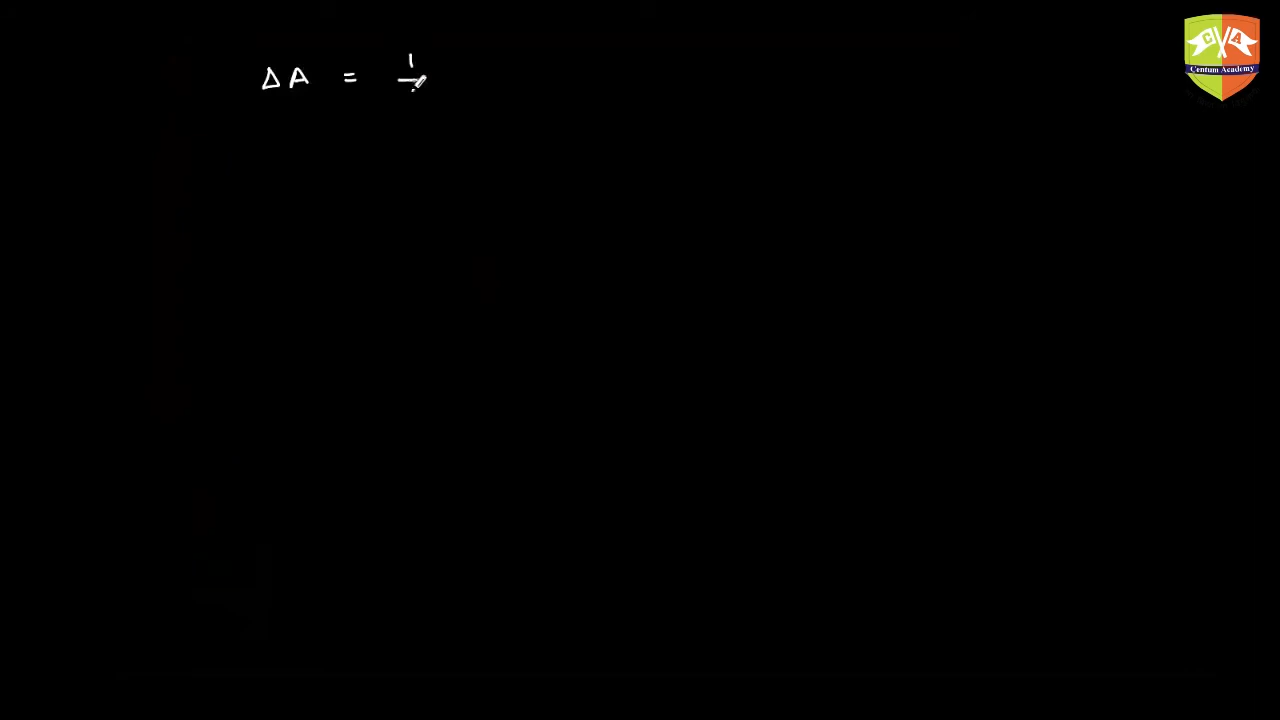 ΔA = 1/
C A
Centum Academy